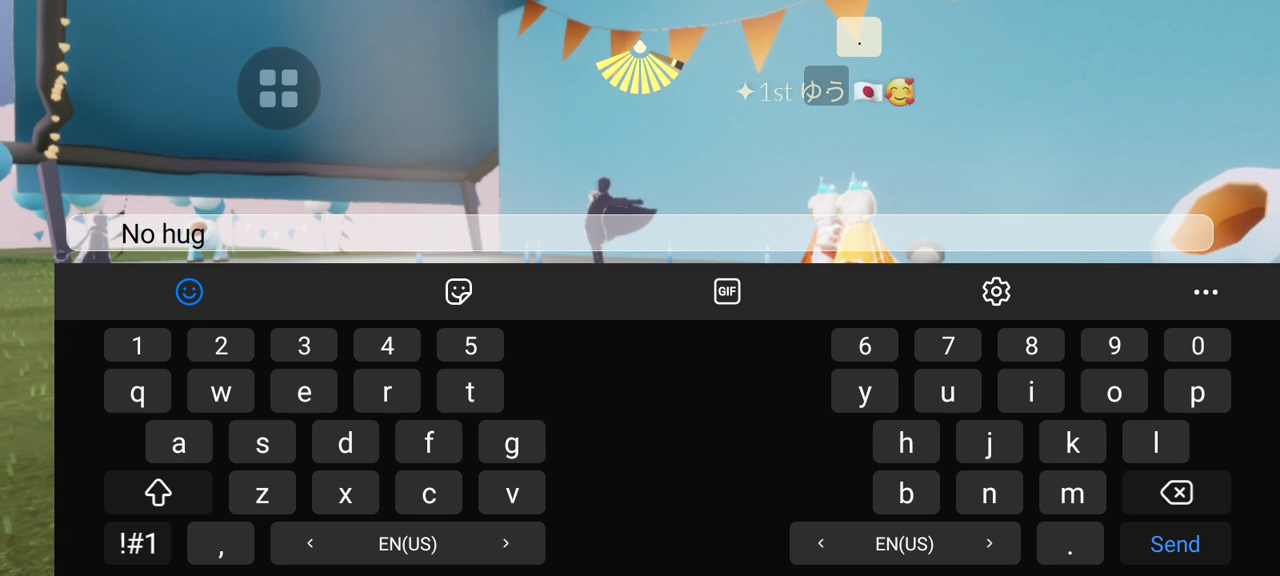 .
✦1st ゆう🇯🇵🥰
No hug
GIF
1 2 3 4 5 6 7 8 9 0
q w e r t y u i o p
a s d f g h j k l
z x c v b n m
!#1 , < EN(US) > < EN(US) > . Send